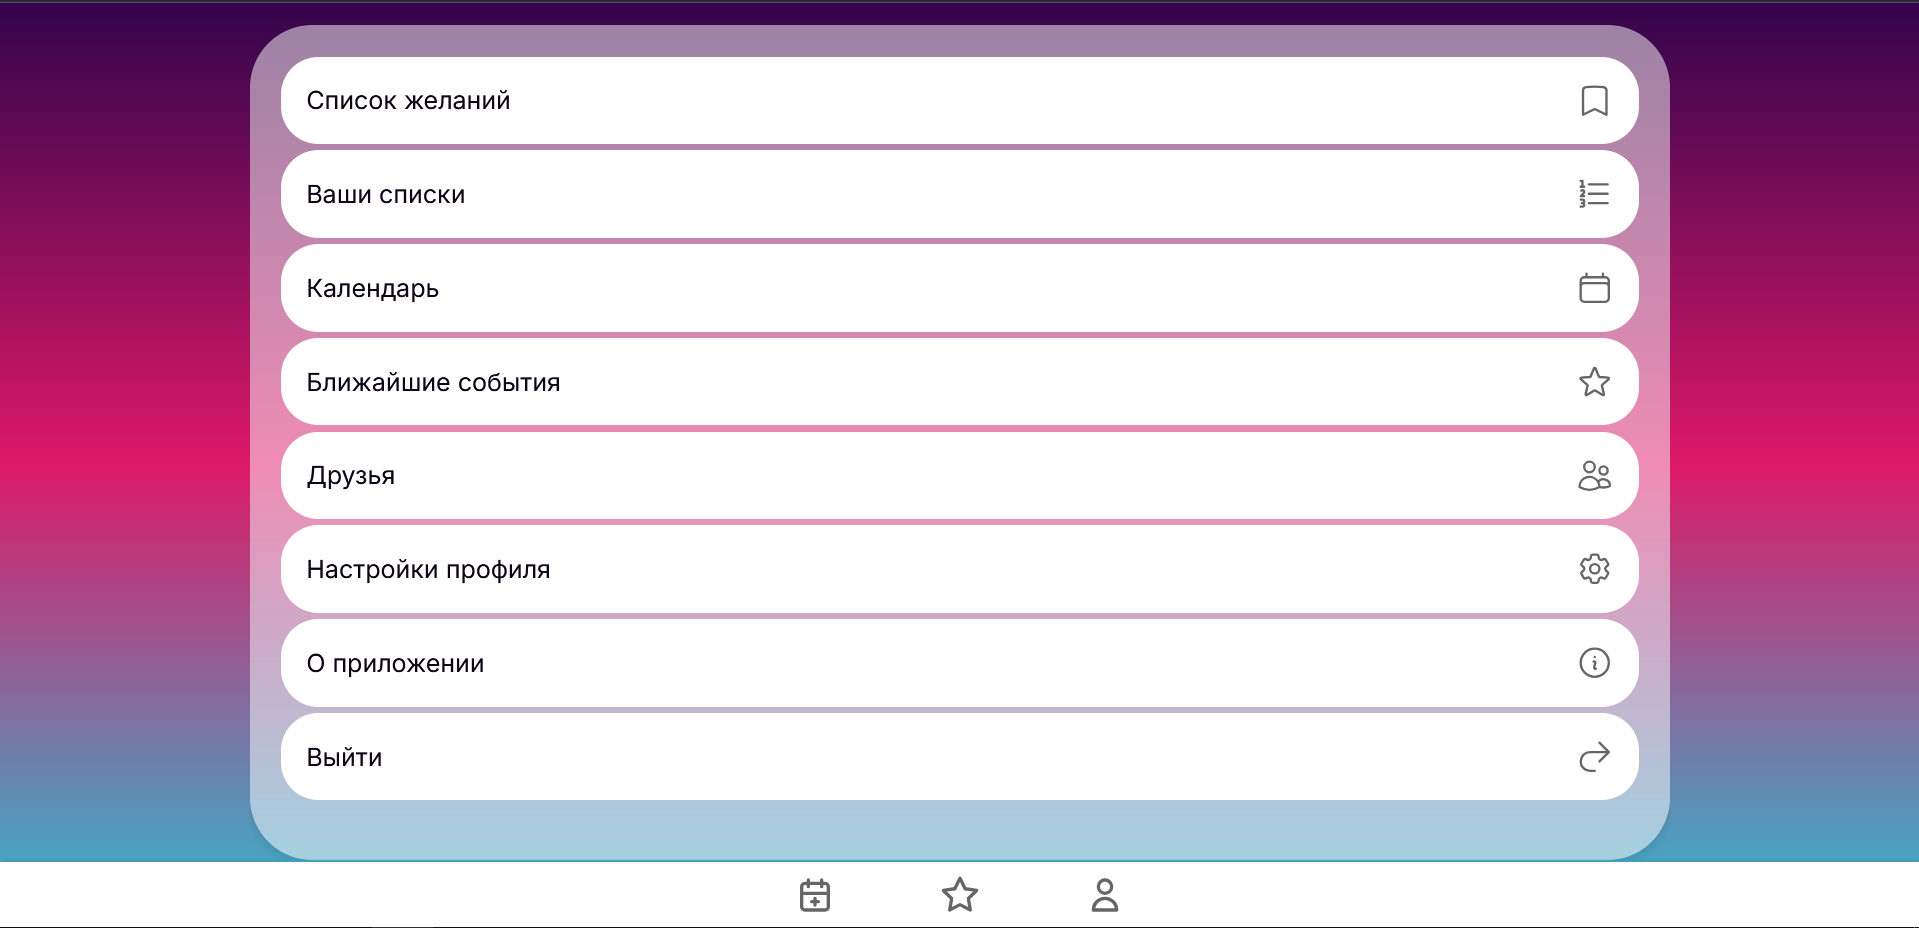 Список желаний
Ваши списки
Календарь
Ближайшие события
Друзья
Настройки профиля
О приложении
Выйти